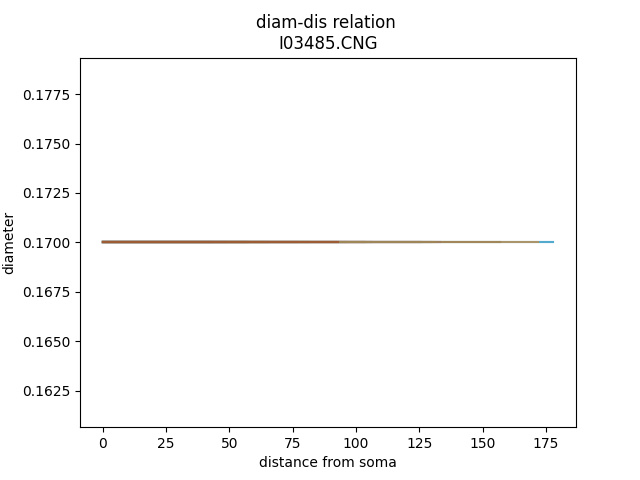 diam-dis relation
I03485.CNG
0.1775
0.1750
0.1725
0.1700
0.1675
0.1650
0.1625
diameter
0 25 50 75 100 125 150 175
distance from soma